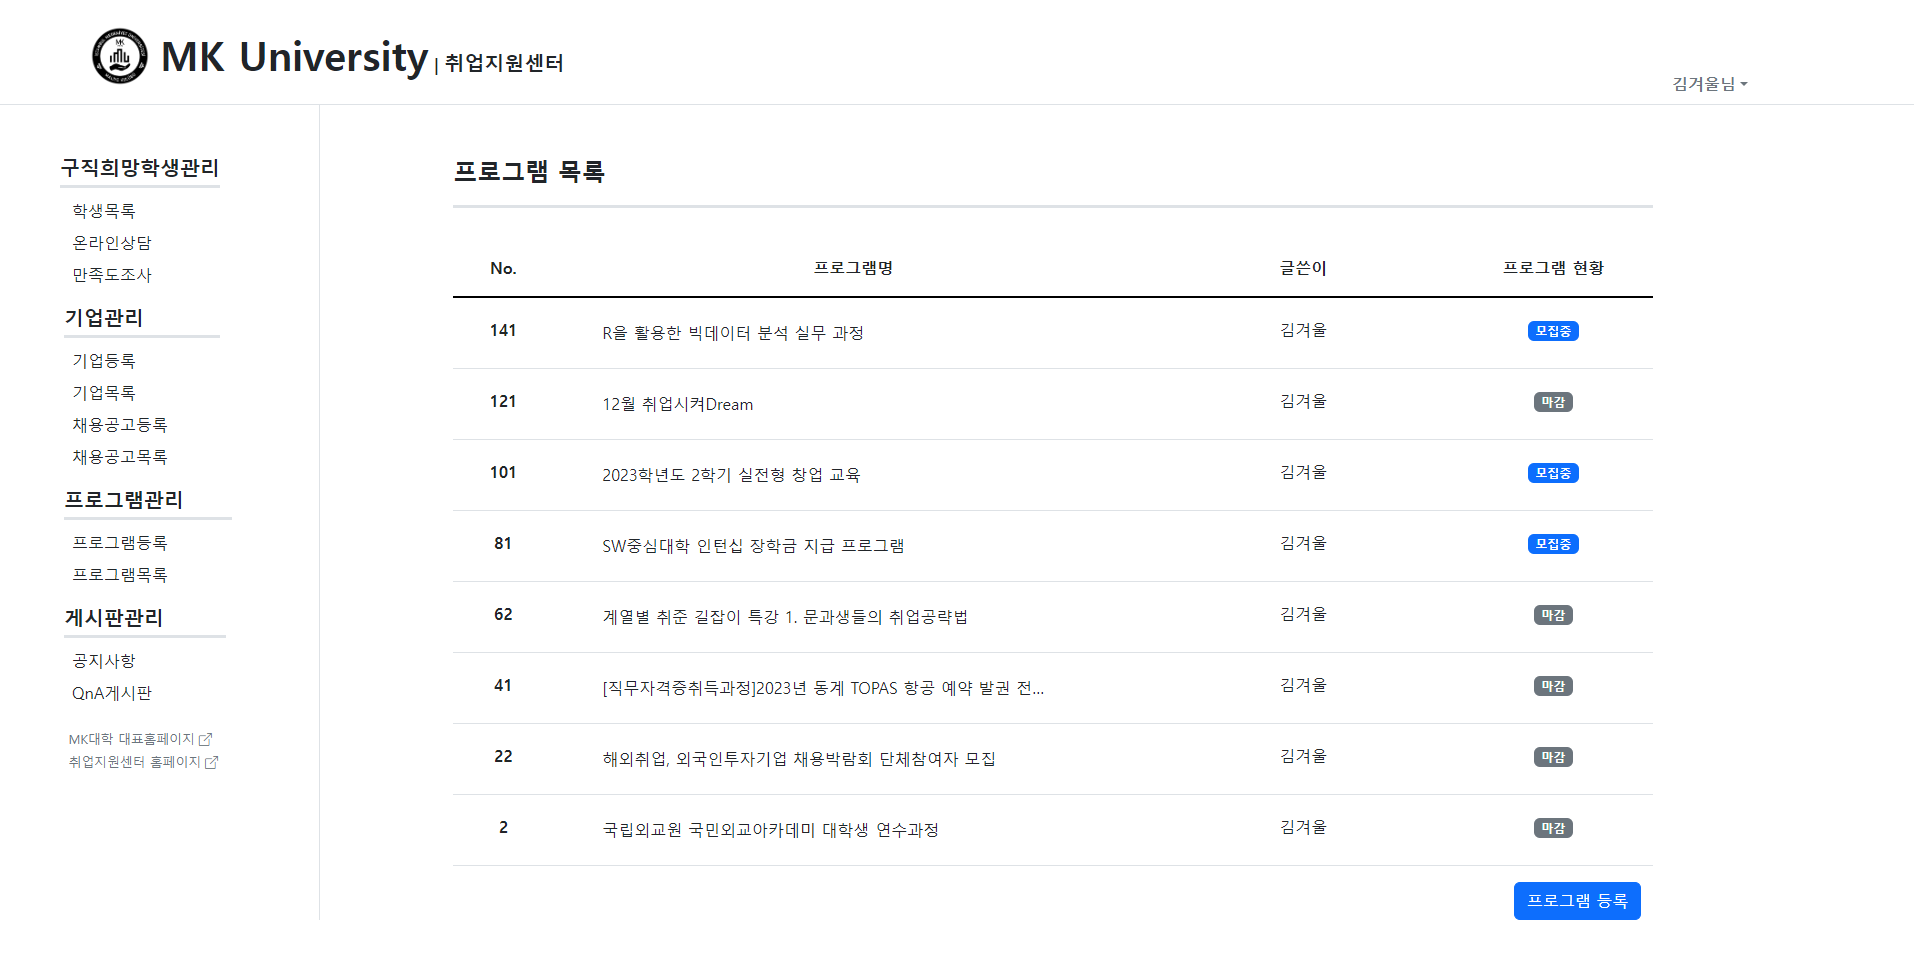 MK University | 취업지원센터
김겨울님
구직희망학생관리
학생목록
온라인상담
만족도조사
기업관리
기업등록
기업목록
채용공고등록
채용공고목록
프로그램관리
프로그램등록
프로그램목록
게시판관리
공지사항
QnA게시판
MK대학 대표홈페이지
취업지원센터 홈페이지
프로그램 목록
No. 프로그램명 글쓴이 프로그램 현황
141 R을 활용한 빅데이터 분석 실무 과정 김겨울 모집중
121 12월 취업시켜Dream 김겨울 마감
101 2023학년도 2학기 실전형 창업 교육 김겨울 모집중
81 SW중심대학 인턴십 장학금 지급 프로그램 김겨울 모집중
62 계열별 취준 길잡이 특강 1. 문과생들의 취업공략법 김겨울 마감
41 [직무자격증취득과정]2023년 동계 TOPAS 항공 예약 발권 전... 김겨울 마감
22 해외취업, 외국인투자기업 채용박람회 단체참여자 모집 김겨울 마감
2 국립외교원 국민외교아카데미 대학생 연수과정 김겨울 마감
프로그램 등록